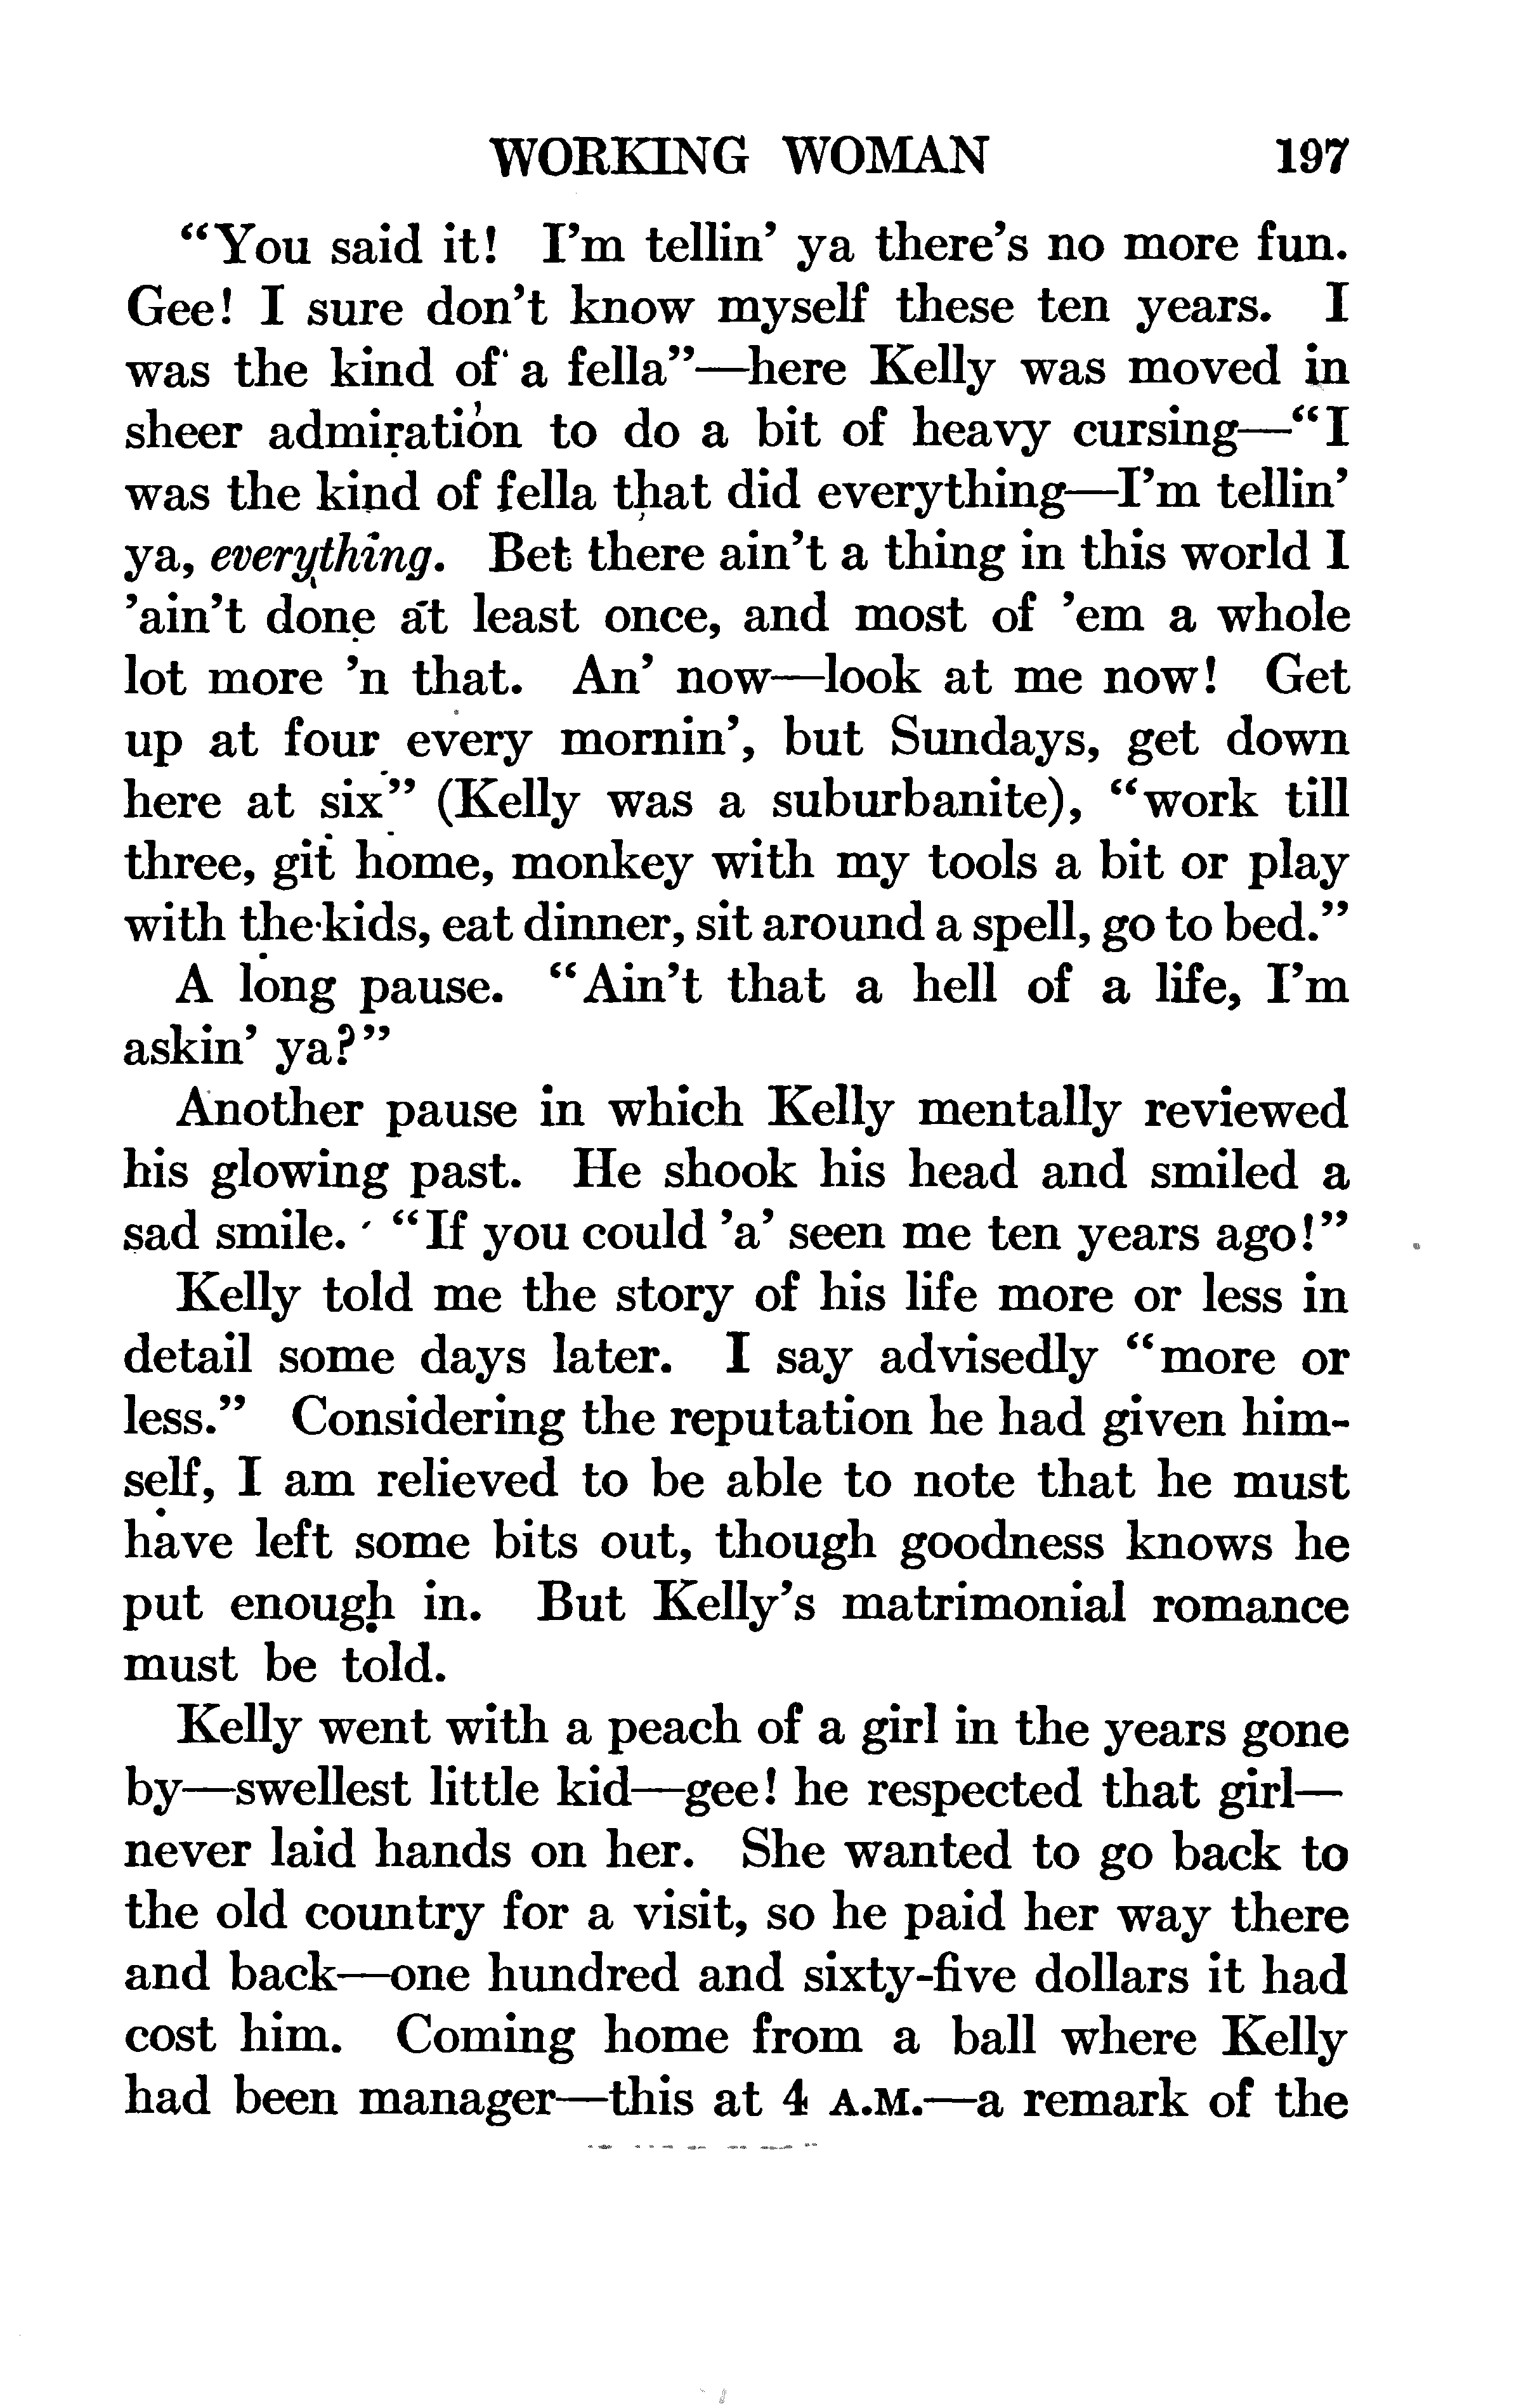 WORKING WOMAN 197
“You said it! I’m tellin’ ya there’s no more fun.
Gee! I sure don’t know myself these ten years. I
was the kind of a fella”—here Kelly was moved in
sheer admiration to do a bit of heavy cursing—“I
was the kind of fella that did everything—I’m tellin’
ya, everything. Bet there ain’t a thing in this world I
’ain’t done at least once, and most of ’em a whole
lot more ’n that. An’ now—look at me now! Get
up at four every mornin’, but Sundays, get down
here at six” (Kelly was a suburbanite), “work till
three, git home, monkey with my tools a bit or play
with the kids, eat dinner, sit around a spell, go to bed.”
A long pause. “Ain’t that a hell of a life, I’m
askin’ ya?”
Another pause in which Kelly mentally reviewed
his glowing past. He shook his head and smiled a
sad smile. “If you could ’a’ seen me ten years ago!”
Kelly told me the story of his life more or less in
detail some days later. I say advisedly “more or
less.” Considering the reputation he had given him-
self, I am relieved to be able to note that he must
have left some bits out, though goodness knows he
put enough in. But Kelly’s matrimonial romance
must be told.
Kelly went with a peach of a girl in the years gone
by—swellest little kid—gee! he respected that girl—
never laid hands on her. She wanted to go back to
the old country for a visit, so he paid her way there
and back—one hundred and sixty-five dollars it had
cost him. Coming home from a ball where Kelly
had been manager—this at 4 A.M.—a remark of the